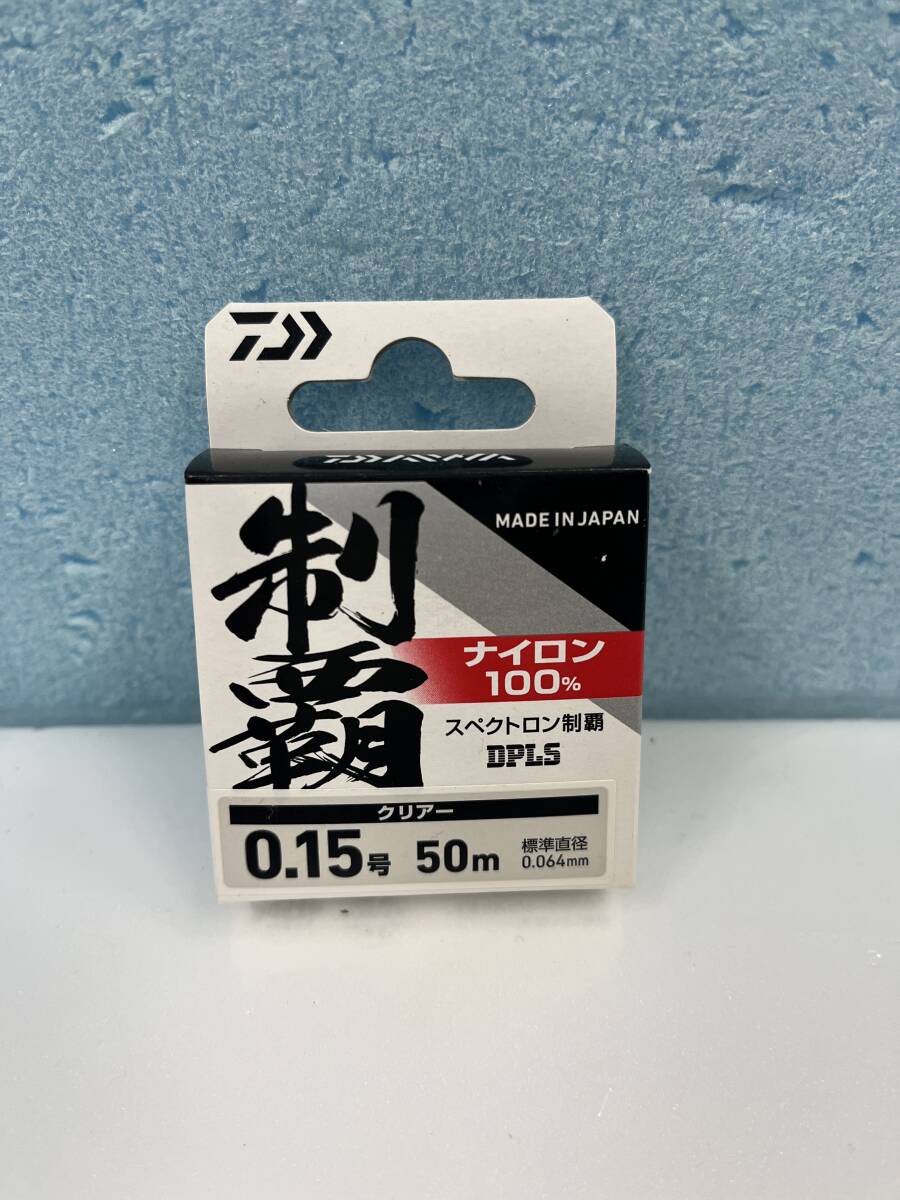 DAIWA
MADE IN JAPAN
制覇
ナイロン
100%
スペクトロン制覇
DPLS
クリアー
0.15号 50m 標準直径
0.064mm